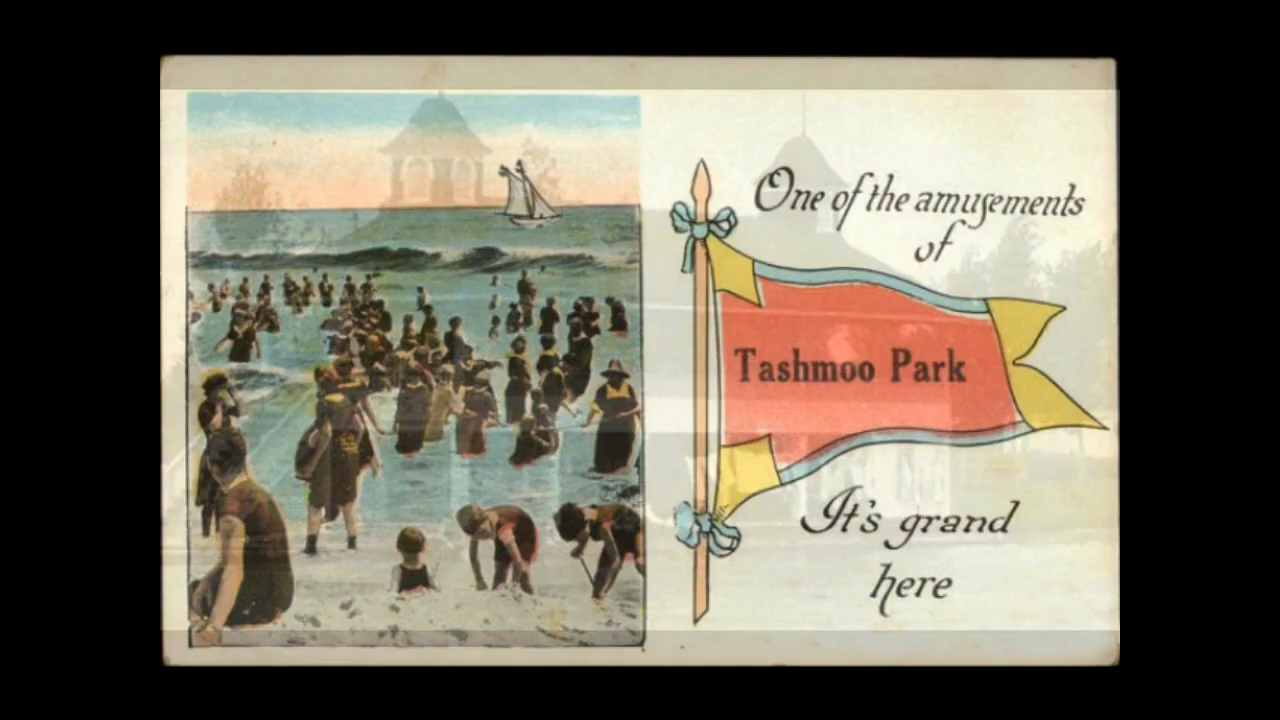 One of the amusements
of
Tashmoo Park
It's grand
here